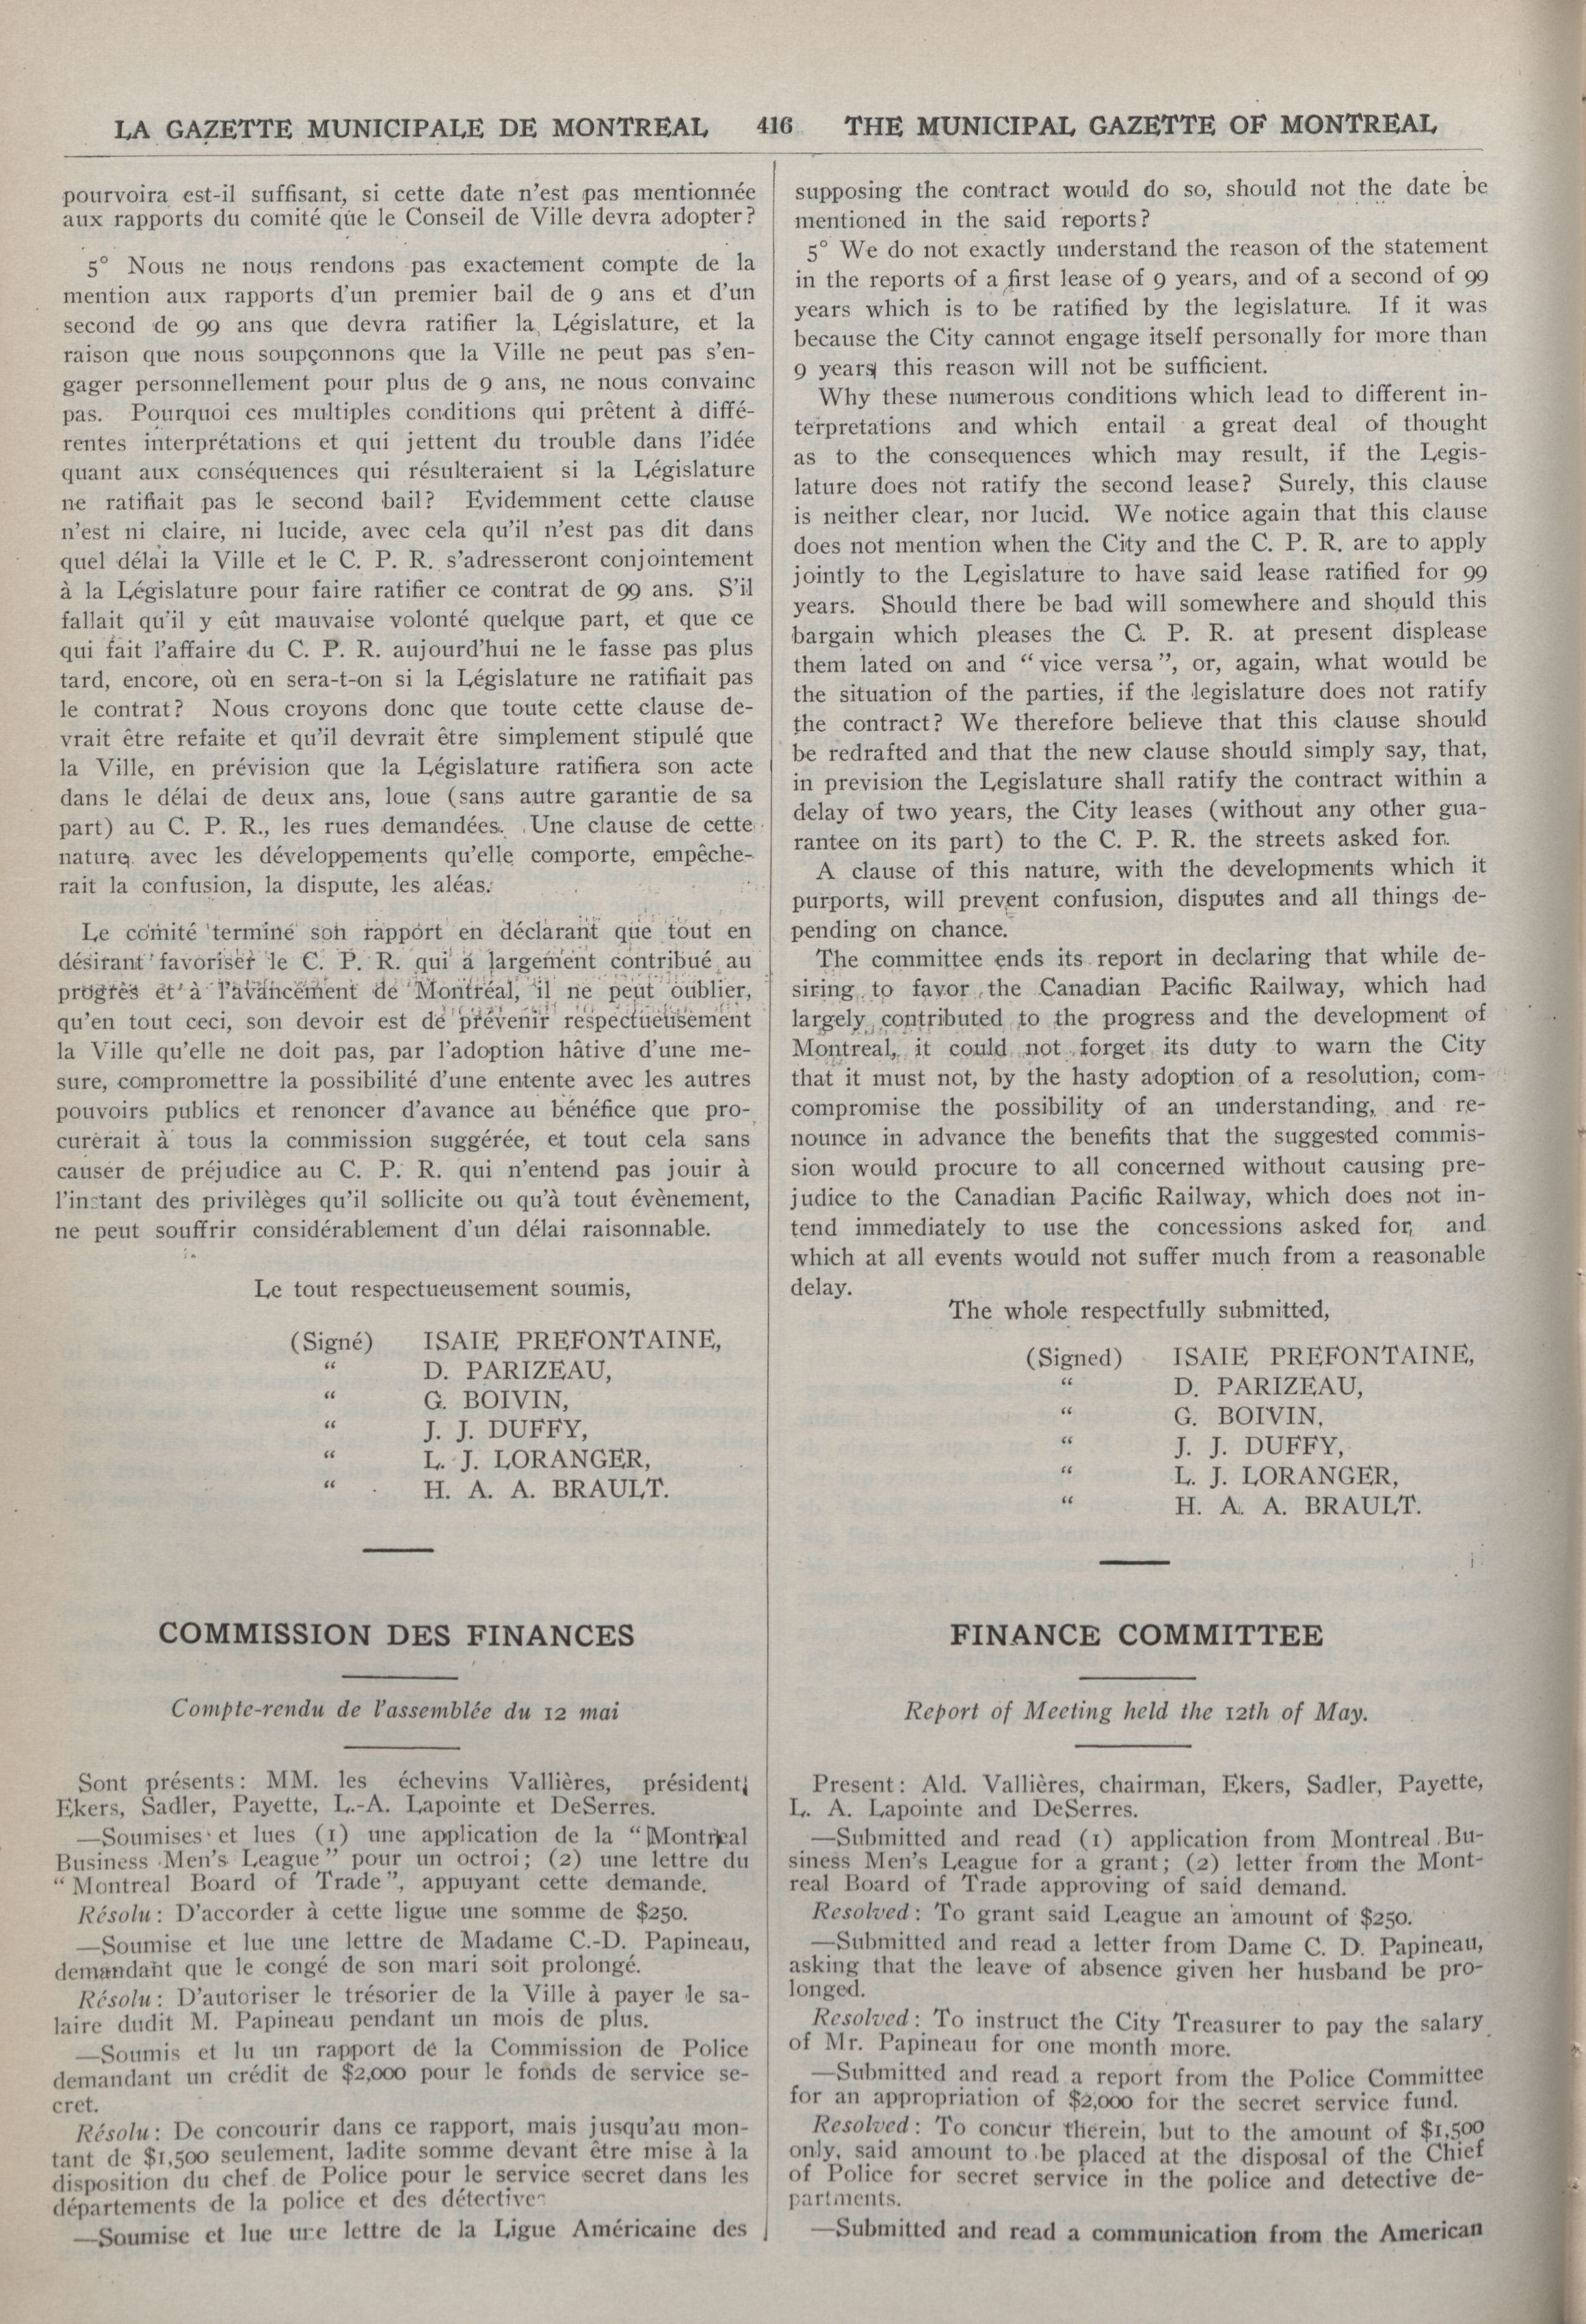 LA GAZETTE MUNICIPALE DE MONTREAL 416 THE MUNICIPAL GAZETTE OF MONTREAL
pourvoira est-il suffisant, si cette date n'est pas mentionnée
aux rapports du comité que le Conseil de Ville devra adopter?
5° Nous ne nous rendons pas exactement compte de la
mention aux rapports d'un premier bail de 9 ans et d'un
second de 99 ans que devra ratifier la Législature, et la
raison que nous soupçonnons que la Ville ne peut pas s'en-
gager personnellement pour plus de 9 ans, ne nous convainc
pas. Pourquoi ces multiples conditions qui prêtent à diffé-
rentes interprétations et qui jettent du trouble dans l'idée
quant aux conséquences qui résulteraient si la Législature
ne ratifiait pas le second bail? Evidemment cette clause
n'est ni claire, ni lucide, avec cela qu'il n'est pas dit dans
quel délai la Ville et le C. P. R. s'adresseront conjointement
à la Législature pour faire ratifier ce contrat de 99 ans. S'il
fallait qu'il y eût mauvaise volonté quelque part, et que ce
qui fait l'affaire du C. P. R. aujourd'hui ne le fasse pas plus
tard, encore, où en sera-t-on si la Législature ne ratifiait pas
le contrat? Nous croyons donc que toute cette clause de-
vrait être refaite et qu'il devrait être simplement stipulé que
la Ville, en prévision que la Législature ratifiera son acte
dans le délai de deux ans, loue (sans autre garantie de sa
part) au C. P. R., les rues demandées. Une clause de cette
nature, avec les développements qu'elle comporte, empêche-
rait la confusion, la dispute, les aléas.
Le comité termine son rapport en déclarant que tout en
désirant favoriser le C. P. R. qui a largement contribué au
progrès et à l'avancement de Montréal, il ne peut oublier,
qu'en tout ceci, son devoir est de prévenir respectueusement
la Ville qu'elle ne doit pas, par l'adoption hâtive d'une me-
sure, compromettre la possibilité d'une entente avec les autres
pouvoirs publics et renoncer d'avance au bénéfice que pro-
curerait à tous la commission suggérée, et tout cela sans
causer de préjudice au C. P. R. qui n'entend pas jouir à
l'instant des privilèges qu'il sollicite ou qu'à tout évènement,
ne peut souffrir considérablement d'un délai raisonnable.
Le tout respectueusement soumis,
(Signé) ISAIE PREFONTAINE,
" D. PARIZEAU,
" G. BOIVIN,
" J. J. DUFFY,
" L. J. LORANGER,
" H. A. A. BRAULT.
COMMISSION DES FINANCES
Compte-rendu de l'assemblée du 12 mai
Sont présents: MM. les échevins Vallières, président,
Ekers, Sadler, Payette, L.-A. Lapointe et DeSerres.
—Soumises et lues (1) une application de la "Montreal
Business Men's League" pour un octroi; (2) une lettre du
"Montreal Board of Trade", appuyant cette demande.
Résolu: D'accorder à cette ligue une somme de $250.
—Soumise et lue une lettre de Madame C.-D. Papineau,
demandant que le congé de son mari soit prolongé.
Résolu: D'autoriser le trésorier de la Ville à payer le sa-
laire dudit M. Papineau pendant un mois de plus.
—Soumis et lu un rapport de la Commission de Police
demandant un crédit de $2,000 pour le fonds de service se-
cret.
Résolu: De concourir dans ce rapport, mais jusqu'au mon-
tant de $1,500 seulement, ladite somme devant être mise à la
disposition du chef de Police pour le service secret dans les
départements de la police et des détectives
—Soumise et lue une lettre de la Ligue Américaine des
supposing the contract would do so, should not the date be
mentioned in the said reports?
5° We do not exactly understand the reason of the statement
in the reports of a first lease of 9 years, and of a second of 99
years which is to be ratified by the legislature. If it was
because the City cannot engage itself personally for more than
9 years, this reason will not be sufficient.
Why these numerous conditions which lead to different in-
terpretations and which entail a great deal of thought
as to the consequences which may result, if the Legis-
lature does not ratify the second lease? Surely, this clause
is neither clear, nor lucid. We notice again that this clause
does not mention when the City and the C. P. R. are to apply
jointly to the Legislature to have said lease ratified for 99
years. Should there be bad will somewhere and should this
bargain which pleases the C. P. R. at present displease
them lated on and "vice versa", or, again, what would be
the situation of the parties, if the legislature does not ratify
the contract? We therefore believe that this clause should
be redrafted and that the new clause should simply say, that,
in prevision the Legislature shall ratify the contract within a
delay of two years, the City leases (without any other gua-
rantee on its part) to the C. P. R. the streets asked for.
A clause of this nature, with the developments which it
purports, will prevent confusion, disputes and all things de-
pending on chance.
The committee ends its report in declaring that while de-
siring to favor the Canadian Pacific Railway, which had
largely contributed to the progress and the development of
Montreal, it could not forget its duty to warn the City
that it must not, by the hasty adoption of a resolution, com-
compromise the possibility of an understanding, and re-
nounce in advance the benefits that the suggested commis-
sion would procure to all concerned without causing pre-
judice to the Canadian Pacific Railway, which does not in-
tend immediately to use the concessions asked for, and
which at all events would not suffer much from a reasonable
delay.
The whole respectfully submitted,
(Signed) ISAIE PREFONTAINE,
" D. PARIZEAU,
" G. BOIVIN,
" J. J. DUFFY,
" L. J. LORANGER,
" H. A. A. BRAULT.
FINANCE COMMITTEE
Report of Meeting held the 12th of May.
Present: Ald. Vallières, chairman, Ekers, Sadler, Payette,
L. A. Lapointe and DeSerres.
—Submitted and read (1) application from Montreal Bu-
siness Men's League for a grant; (2) letter from the Mont-
real Board of Trade approving of said demand.
Resolved: To grant said League an amount of $250.
—Submitted and read a letter from Dame C. D. Papineau,
asking that the leave of absence given her husband be pro-
longed.
Resolved: To instruct the City Treasurer to pay the salary
of Mr. Papineau for one month more.
—Submitted and read a report from the Police Committee
for an appropriation of $2,000 for the secret service fund.
Resolved: To concur therein, but to the amount of $1,500
only, said amount to be placed at the disposal of the Chief
of Police for secret service in the police and detective de-
partments.
—Submitted and read a communication from the American